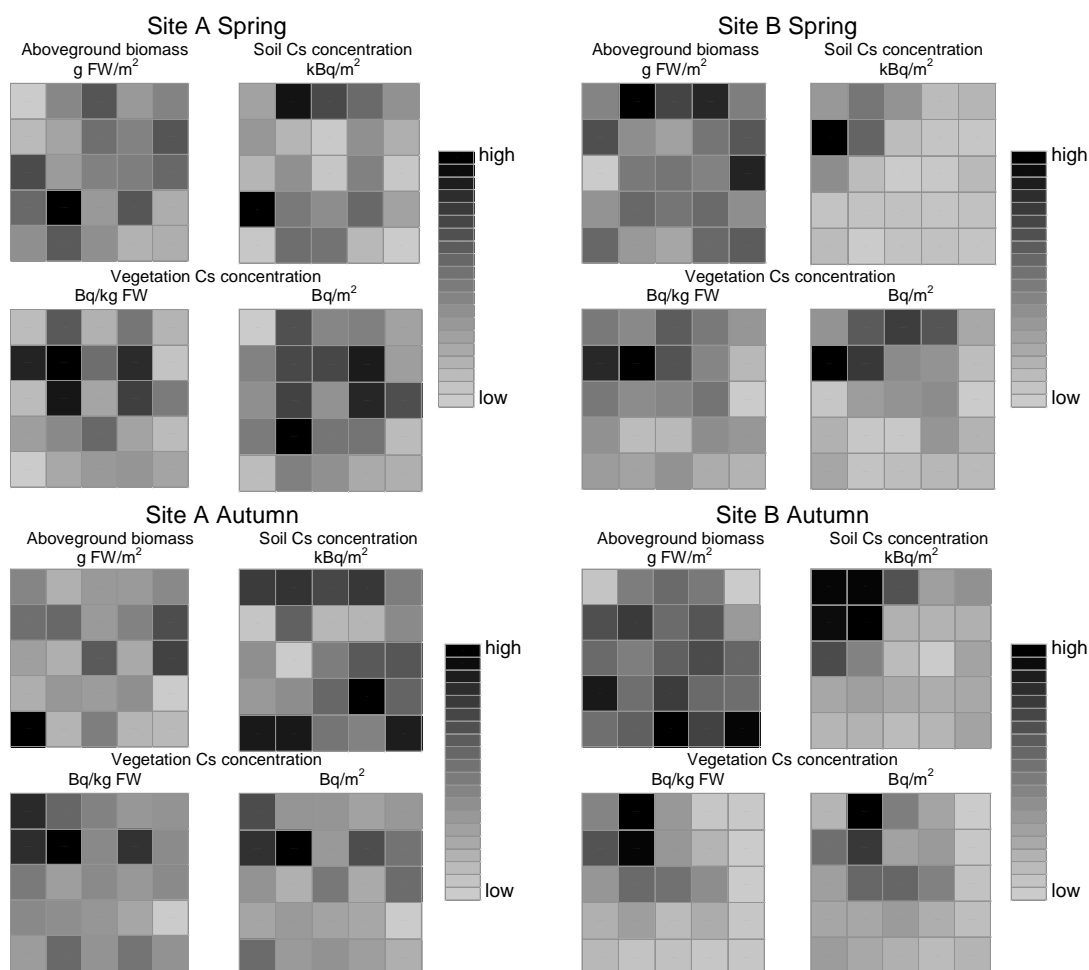 Site A Spring
Aboveground biomass
g FW/m²
Soil Cs concentration
kBq/m²
high
low
Vegetation Cs concentration
Bq/kg FW
Bq/m²
Site B Spring
Aboveground biomass
g FW/m²
Soil Cs concentration
kBq/m²
high
low
Vegetation Cs concentration
Bq/kg FW
Bq/m²
Site A Autumn
Aboveground biomass
g FW/m²
Soil Cs concentration
kBq/m²
high
low
Vegetation Cs concentration
Bq/kg FW
Bq/m²
Site B Autumn
Aboveground biomass
g FW/m²
Soil Cs concentration
kBq/m²
high
low
Vegetation Cs concentration
Bq/kg FW
Bq/m²